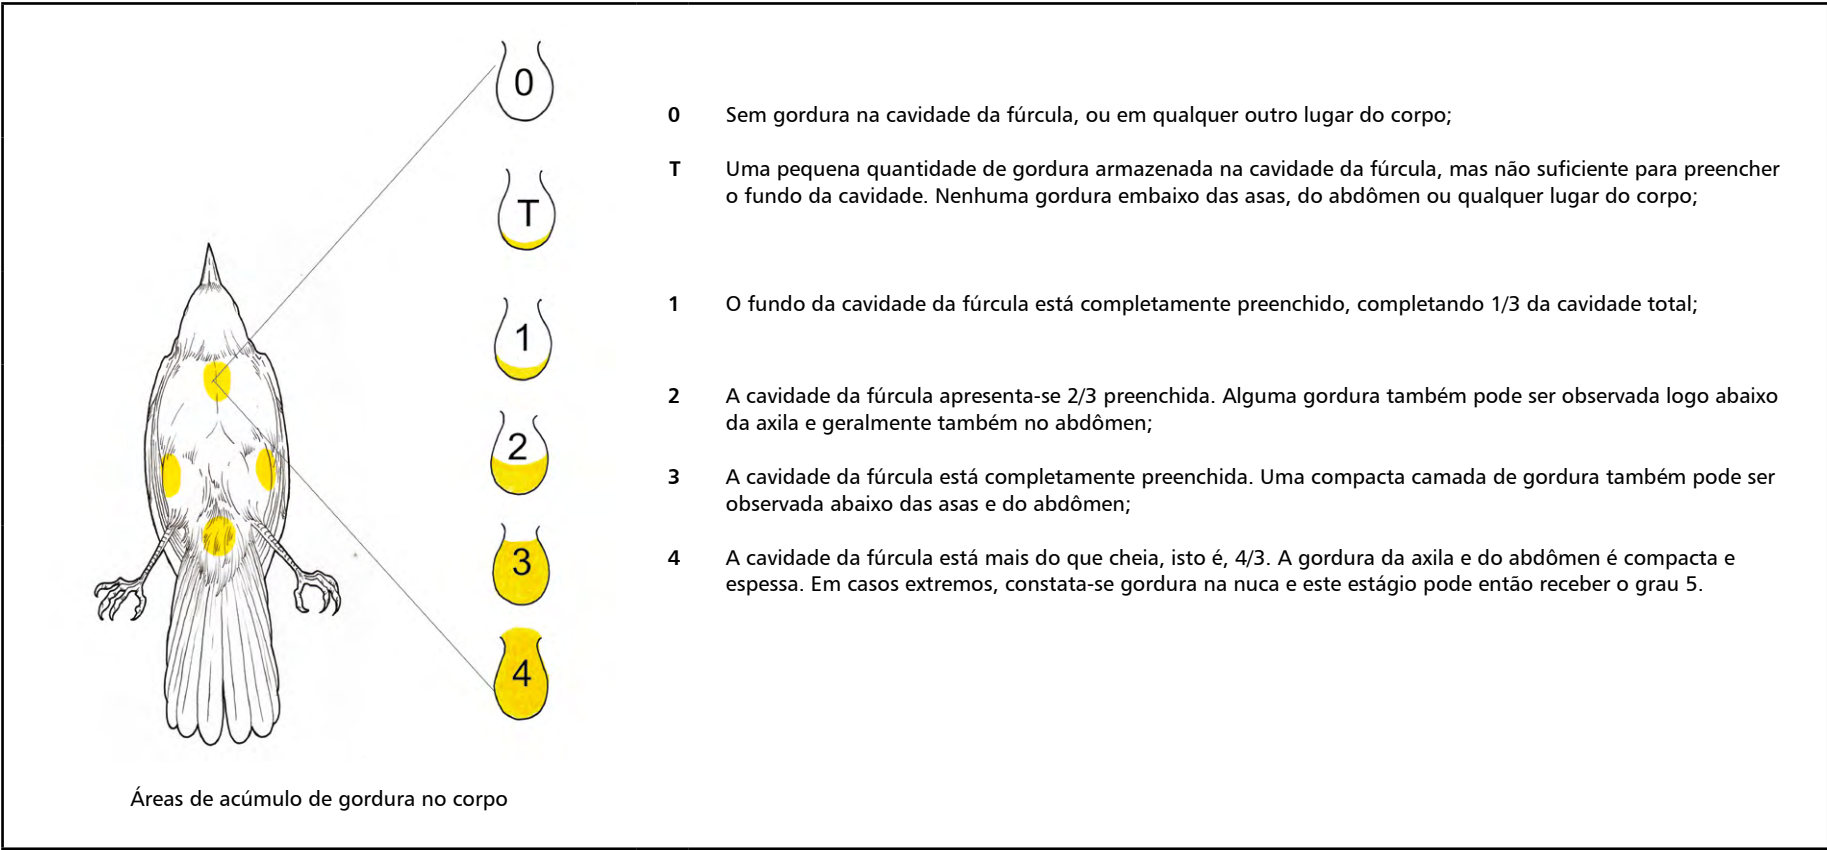 0
T
1
2
3
4
0 Sem gordura na cavidade da fúrcula, ou em qualquer outro lugar do corpo;
T Uma pequena quantidade de gordura armazenada na cavidade da fúrcula, mas não suficiente para preencher
o fundo da cavidade. Nenhuma gordura embaixo das asas, do abdômen ou qualquer lugar do corpo;
1 O fundo da cavidade da fúrcula está completamente preenchido, completando 1/3 da cavidade total;
2 A cavidade da fúrcula apresenta-se 2/3 preenchida. Alguma gordura também pode ser observada logo abaixo
da axila e geralmente também no abdômen;
3 A cavidade da fúrcula está completamente preenchida. Uma compacta camada de gordura também pode ser
observada abaixo das asas e do abdômen;
4 A cavidade da fúrcula está mais do que cheia, isto é, 4/3. A gordura da axila e do abdômen é compacta e
espessa. Em casos extremos, constata-se gordura na nuca e este estágio pode então receber o grau 5.
Áreas de acúmulo de gordura no corpo